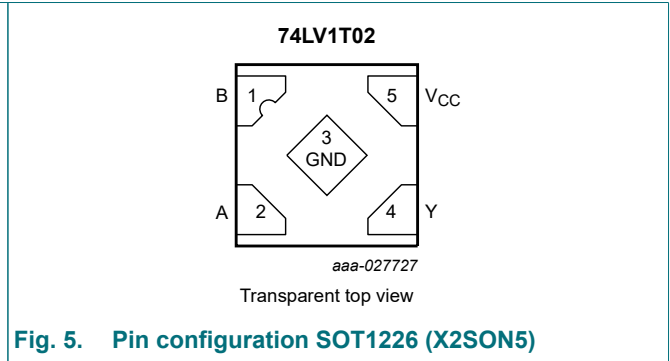 74LV1T02
B 1 5 VCC
3
GND
A 2 4 Y
aaa-027727
Transparent top view
Fig. 5. Pin configuration SOT1226 (X2SON5)